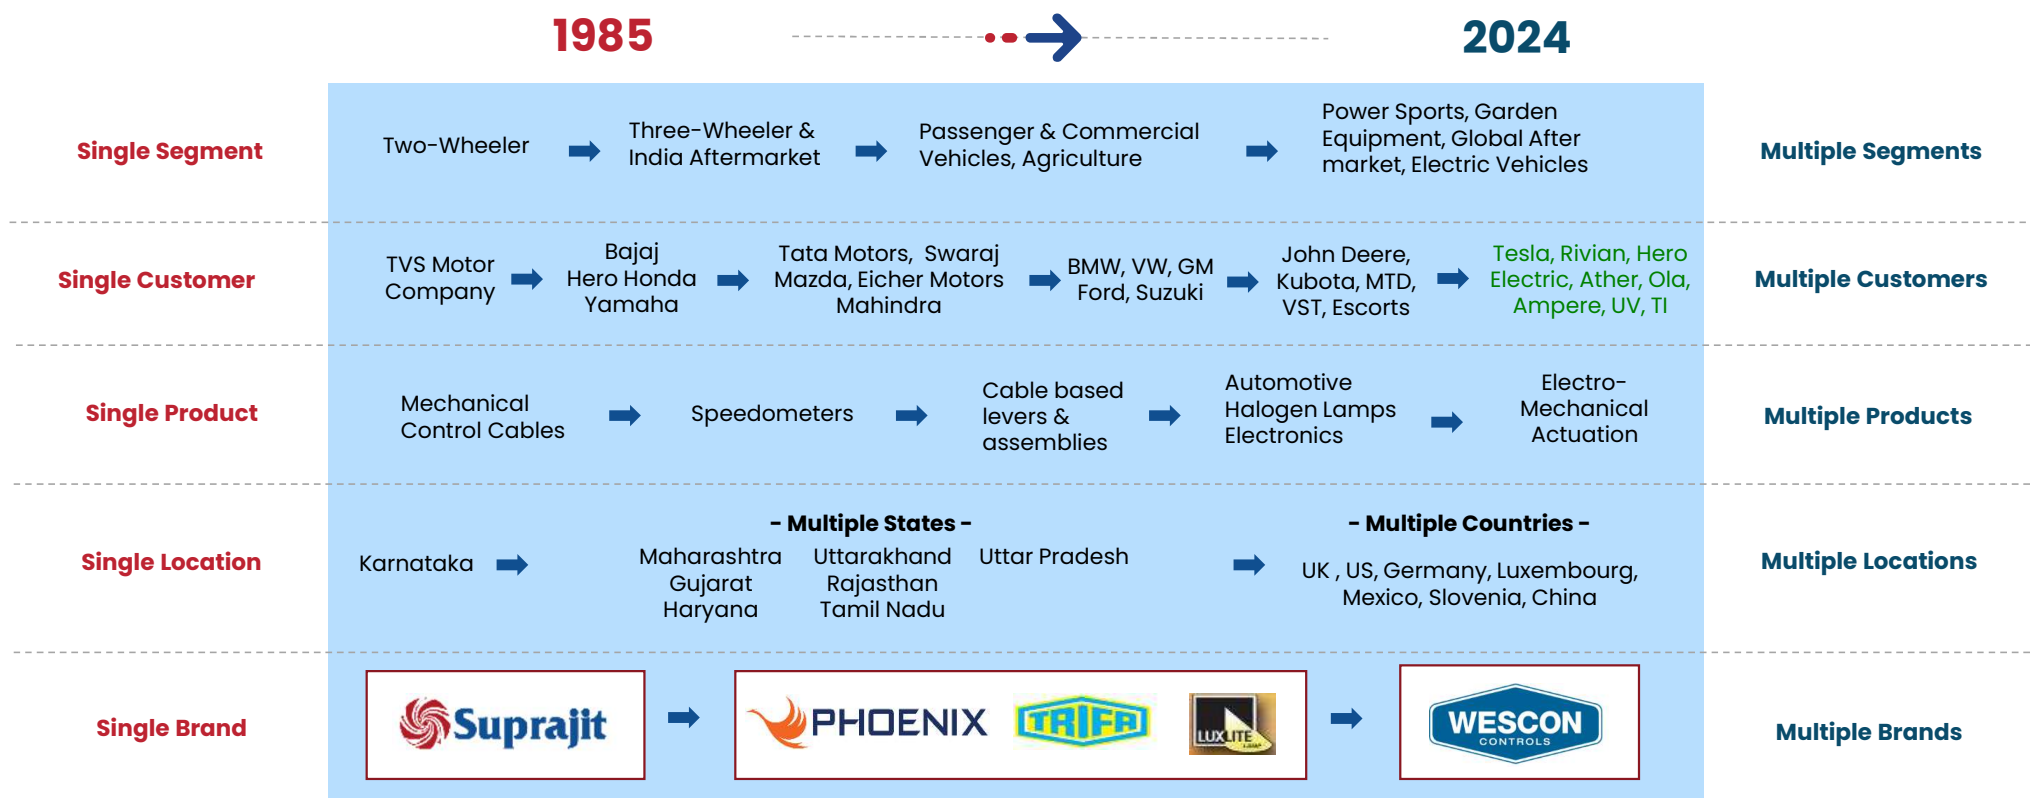 1985
2024
Single Segment
Two-Wheeler
Three-Wheeler &
India Aftermarket
Passenger & Commercial
Vehicles, Agriculture
Power Sports, Garden
Equipment, Global After
market, Electric Vehicles
Multiple Segments
Single Customer
TVS Motor
Company
Bajaj
Hero Honda
Yamaha
Tata Motors, Swaraj
Mazda, Eicher Motors
Mahindra
BMW, VW, GM
Ford, Suzuki
John Deere,
Kubota, MTD,
VST, Escorts
Tesla, Rivian, Hero
Electric, Ather, Ola,
Ampere, UV, TI
Multiple Customers
Single Product
Mechanical
Control Cables
Speedometers
Cable based
levers &
assemblies
Automotive
Halogen Lamps
Electronics
Electro-
Mechanical
Actuation
Multiple Products
Single Location
Karnataka
- Multiple States -
Maharashtra
Gujarat
Haryana
Uttarakhand
Rajasthan
Tamil Nadu
Uttar Pradesh
- Multiple Countries -
UK , US, Germany, Luxembourg,
Mexico, Slovenia, China
Multiple Locations
Single Brand
Suprajit
PHOENIX
TRIFA
LUXLITE
WESCON
CONTROLS
Multiple Brands